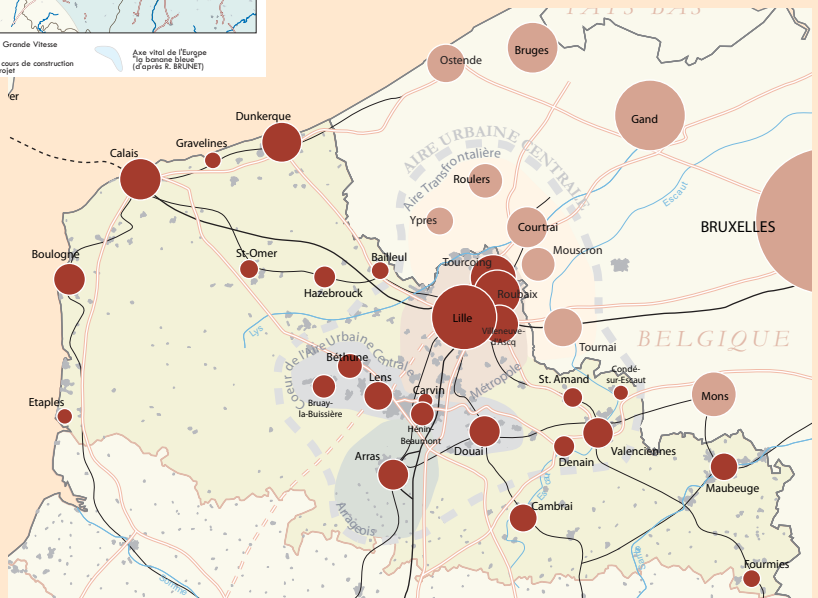 PAYS BAS
Grande Vitesse
cours de construction
rojet
Axe vital de l'Europe
"la banane bleue"
(d'après R. BRUNET)
er
Ostende
Bruges
Gand
Dunkerque
Gravelines
Calais
AIRE URBAINE CENTRALE
Aire Transfrontalière
Roulers
Escaut
Ypres
Courtrai
BRUXELLES
Mouscron
Boulogne
St-Omer
Bailleul
Tourcoing
Hazebrouck
Roubaix
Lille
Lys
Villeneuve-
d'Ascq
BELGIQUE
Tournai
Coeur de l'Aire Urbaine Centrale
Béthune
Métropole
Lens
Condé-
sur-Escaut
St. Amand
Carvin
Mons
Etaples
Bruay-
la-Buissière
Hénin-
Beaumont
Arras
Douai
Valenciennes
Denain
Maubeuge
Arrageois
Cambrai
Fourmies
Somme